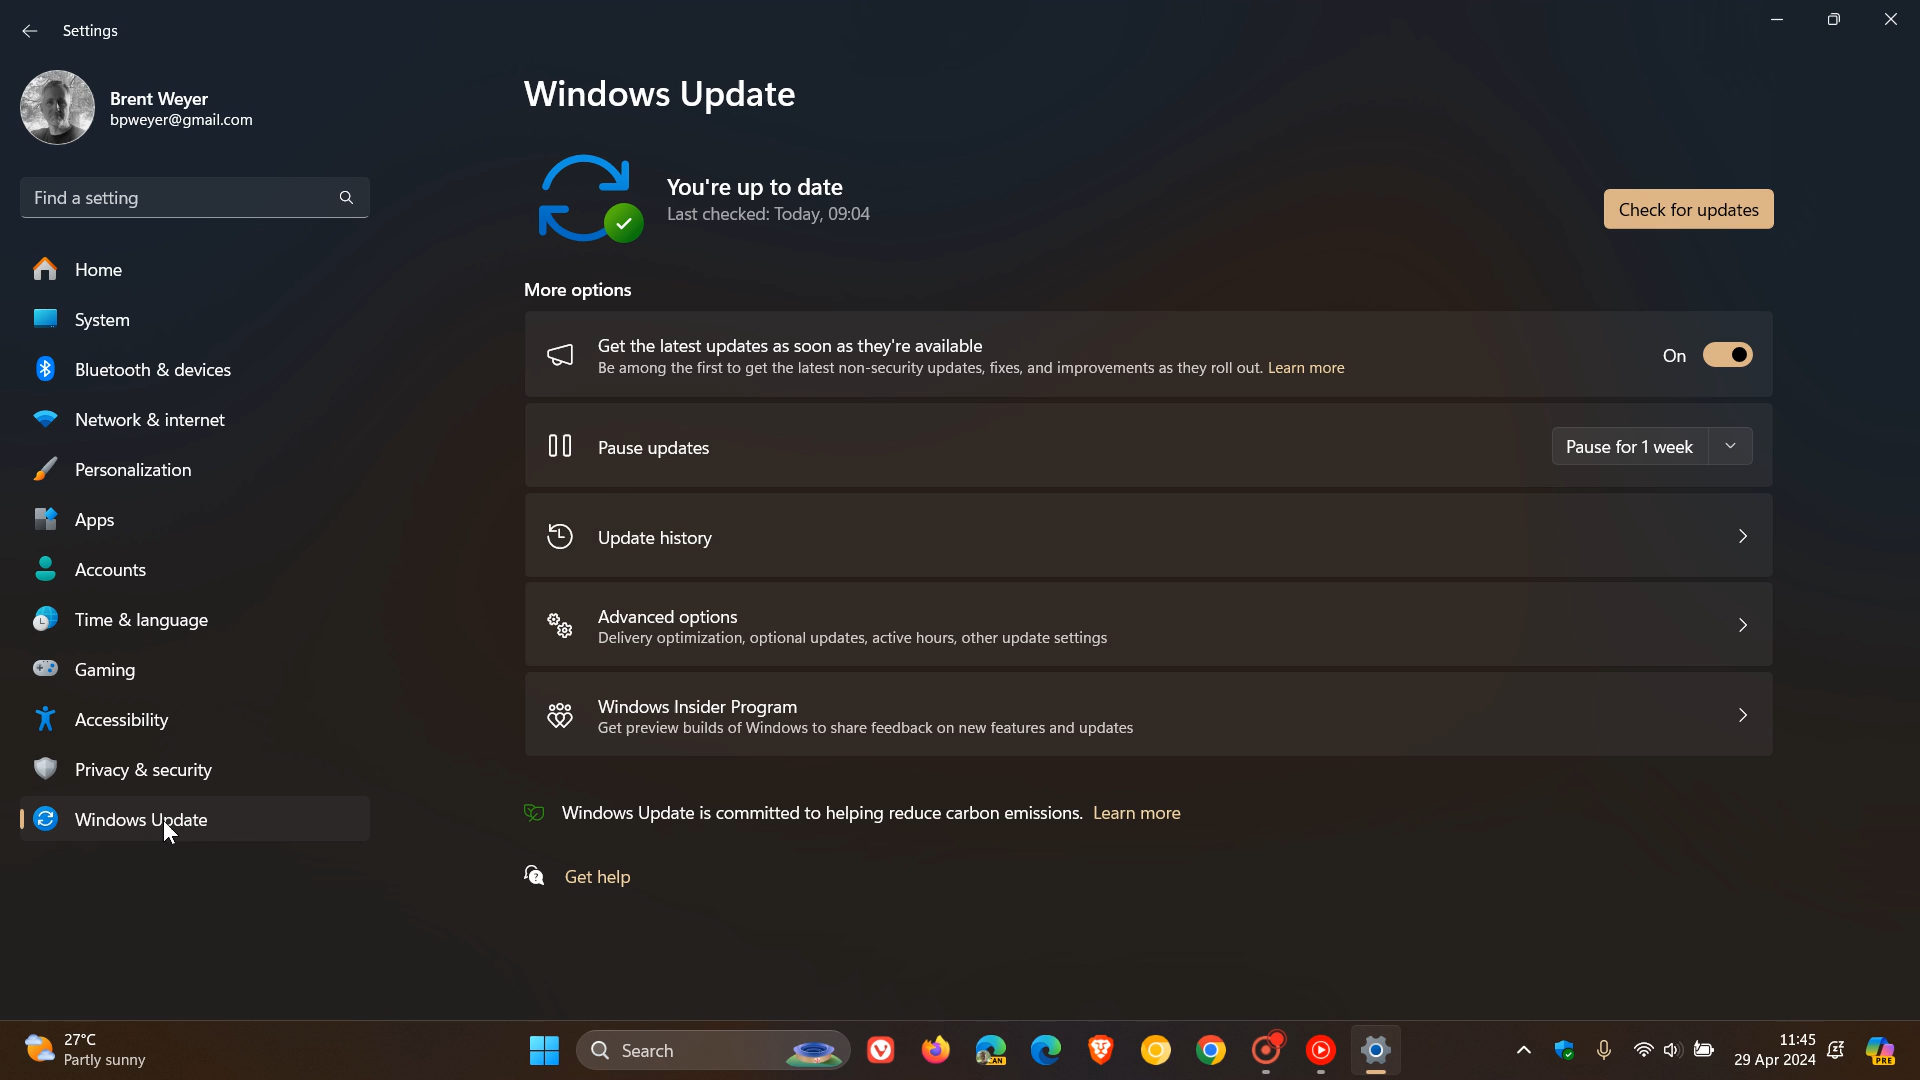 Settings
Brent Weyer
bpweyer@gmail.com
Find a setting
Home
System
Bluetooth & devices
Network & internet
Personalization
Apps
Accounts
Time & language
Gaming
Accessibility
Privacy & security
Windows Update
Windows Update
You're up to date
Last checked: Today, 09:04
Check for updates
More options
Get the latest updates as soon as they're available
Be among the first to get the latest non-security updates, fixes, and improvements as they roll out. Learn more
On
Pause updates
Pause for 1 week
Update history
Advanced options
Delivery optimization, optional updates, active hours, other update settings
Windows Insider Program
Get preview builds of Windows to share feedback on new features and updates
Windows Update is committed to helping reduce carbon emissions. Learn more
Get help
27°C
Partly sunny
Search
CAN
11:45
29 Apr 2024
PRE